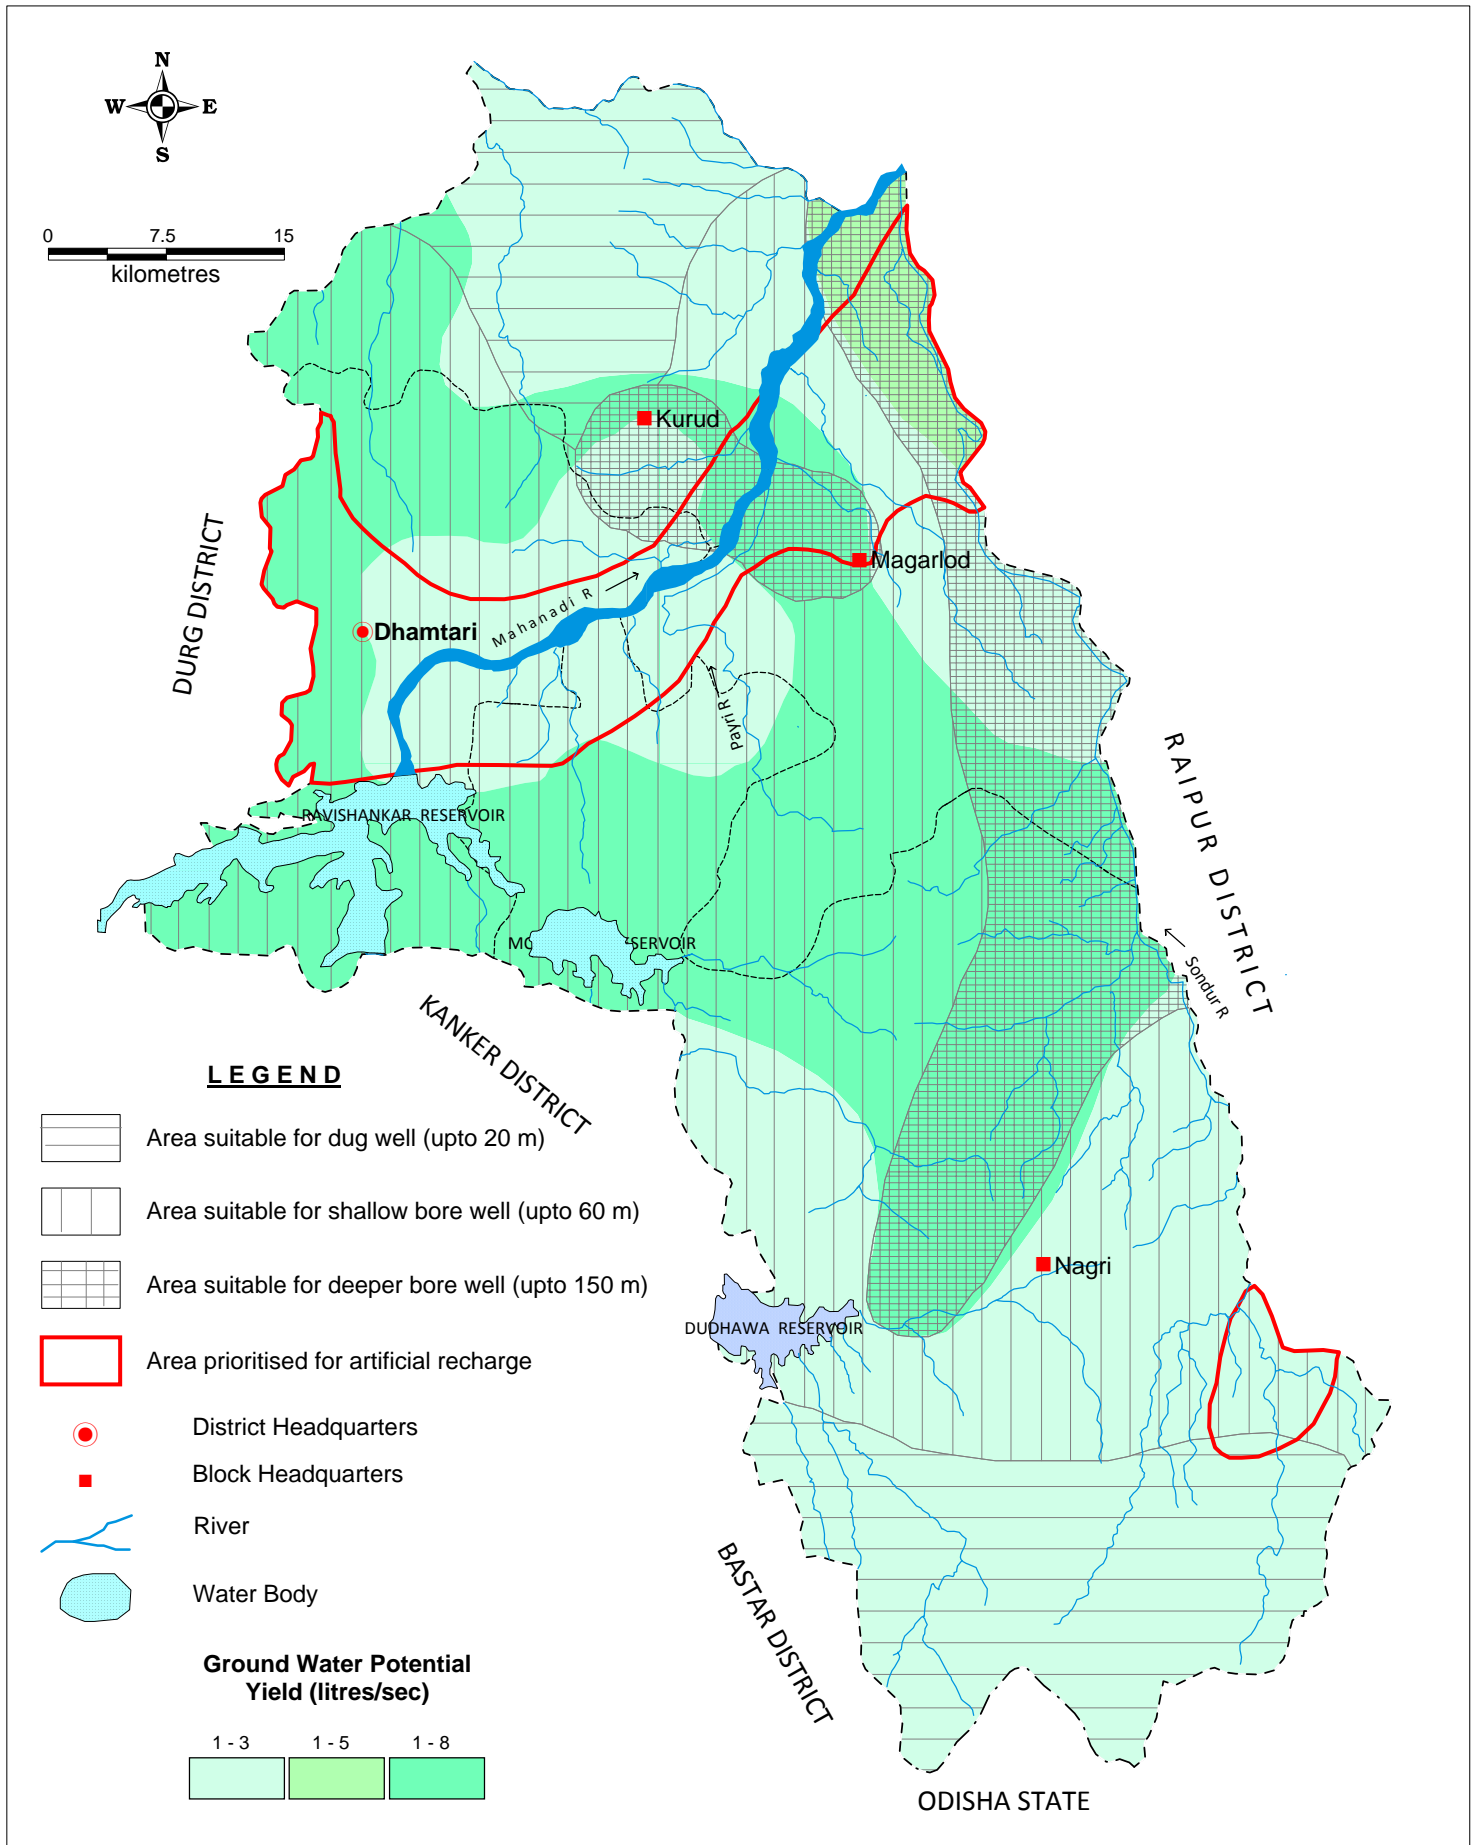 N
W E
S
0 7.5 15
kilometres
Kurud
Magarlod
Mahanadi R
Dhamtari
DURG DISTRICT
Payri R
RAIPUR DISTRICT
RAVISHANKAR RESERVOIR
MO SERVOIR
Sondur R
KANKER DISTRICT
Nagri
DUDHAWA RESERVOIR
BASTAR DISTRICT
ODISHA STATE
LEGEND
Area suitable for dug well (upto 20 m)
Area suitable for shallow bore well (upto 60 m)
Area suitable for deeper bore well (upto 150 m)
Area prioritised for artificial recharge
District Headquarters
Block Headquarters
River
Water Body
Ground Water Potential
Yield (litres/sec)
1 - 3 1 - 5 1 - 8